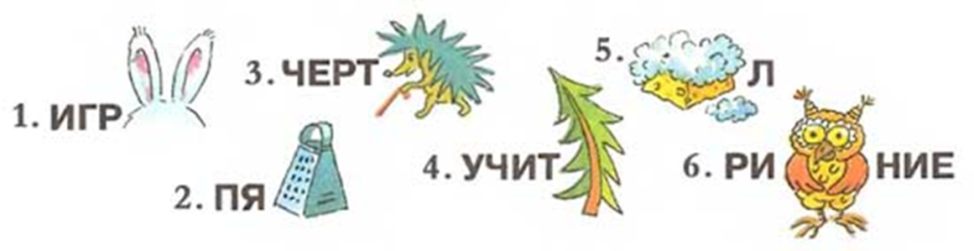 1. ИГР
2. ПЯ
3. ЧЕРТ
4. УЧИТ
5. Л
6. РИ НИЕ